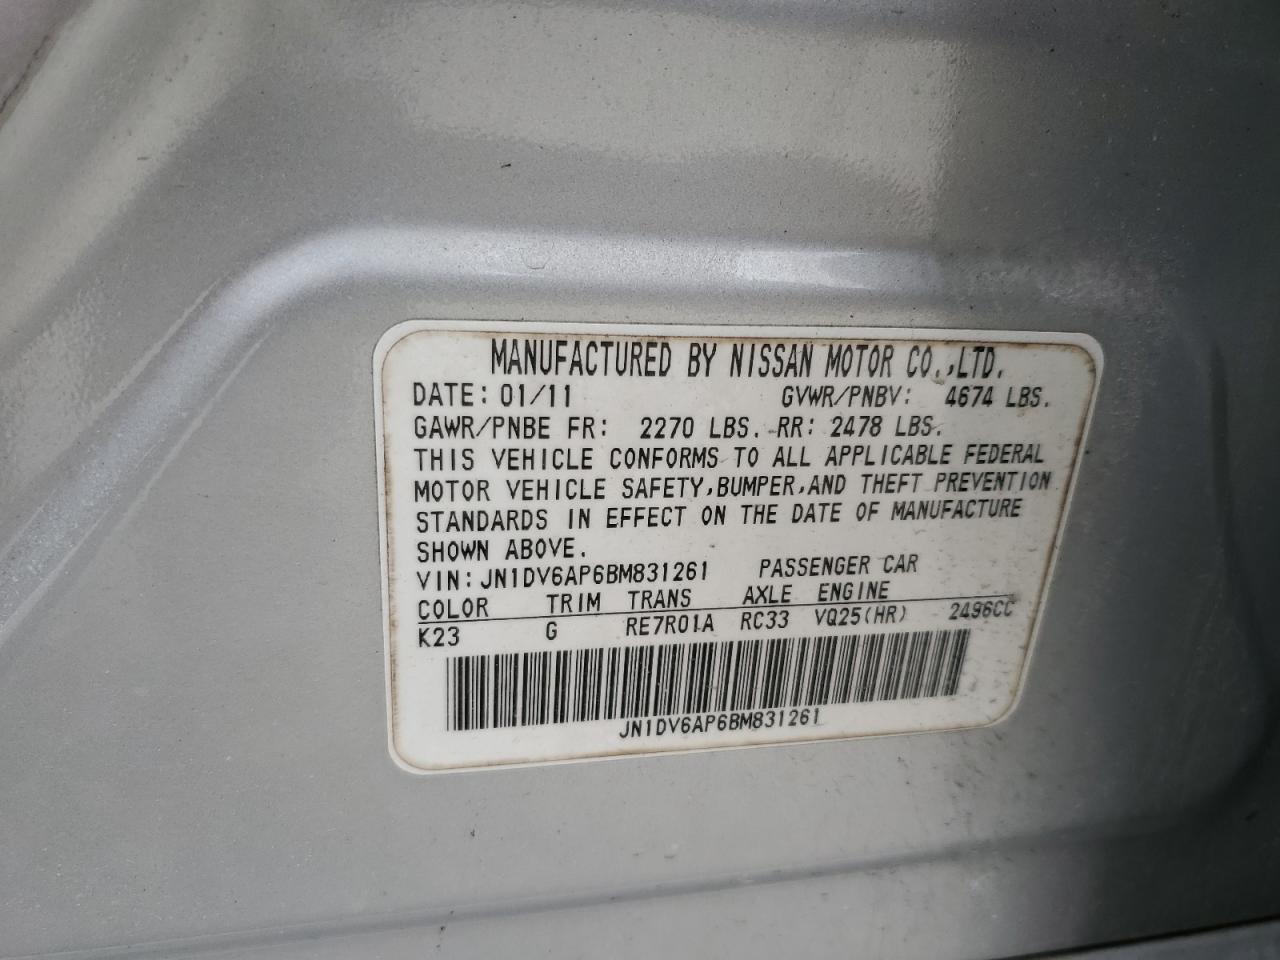 MANUFACTURED BY NISSAN MOTOR CO.,LTD.
DATE: 01/11 GVWR/PNBV: 4674 LBS.
GAWR/PNBE FR: 2270 LBS. RR: 2478 LBS.
THIS VEHICLE CONFORMS TO ALL APPLICABLE FEDERAL
MOTOR VEHICLE SAFETY,BUMPER,AND THEFT PREVENTION
STANDARDS IN EFFECT ON THE DATE OF MANUFACTURE
SHOWN ABOVE.
VIN: JN1DV6AP6BM831261 PASSENGER CAR
COLOR TRIM TRANS AXLE ENGINE
K23 G RE7R01A RC33 VQ25(HR) 2496CC
JN1DV6AP6BM831261